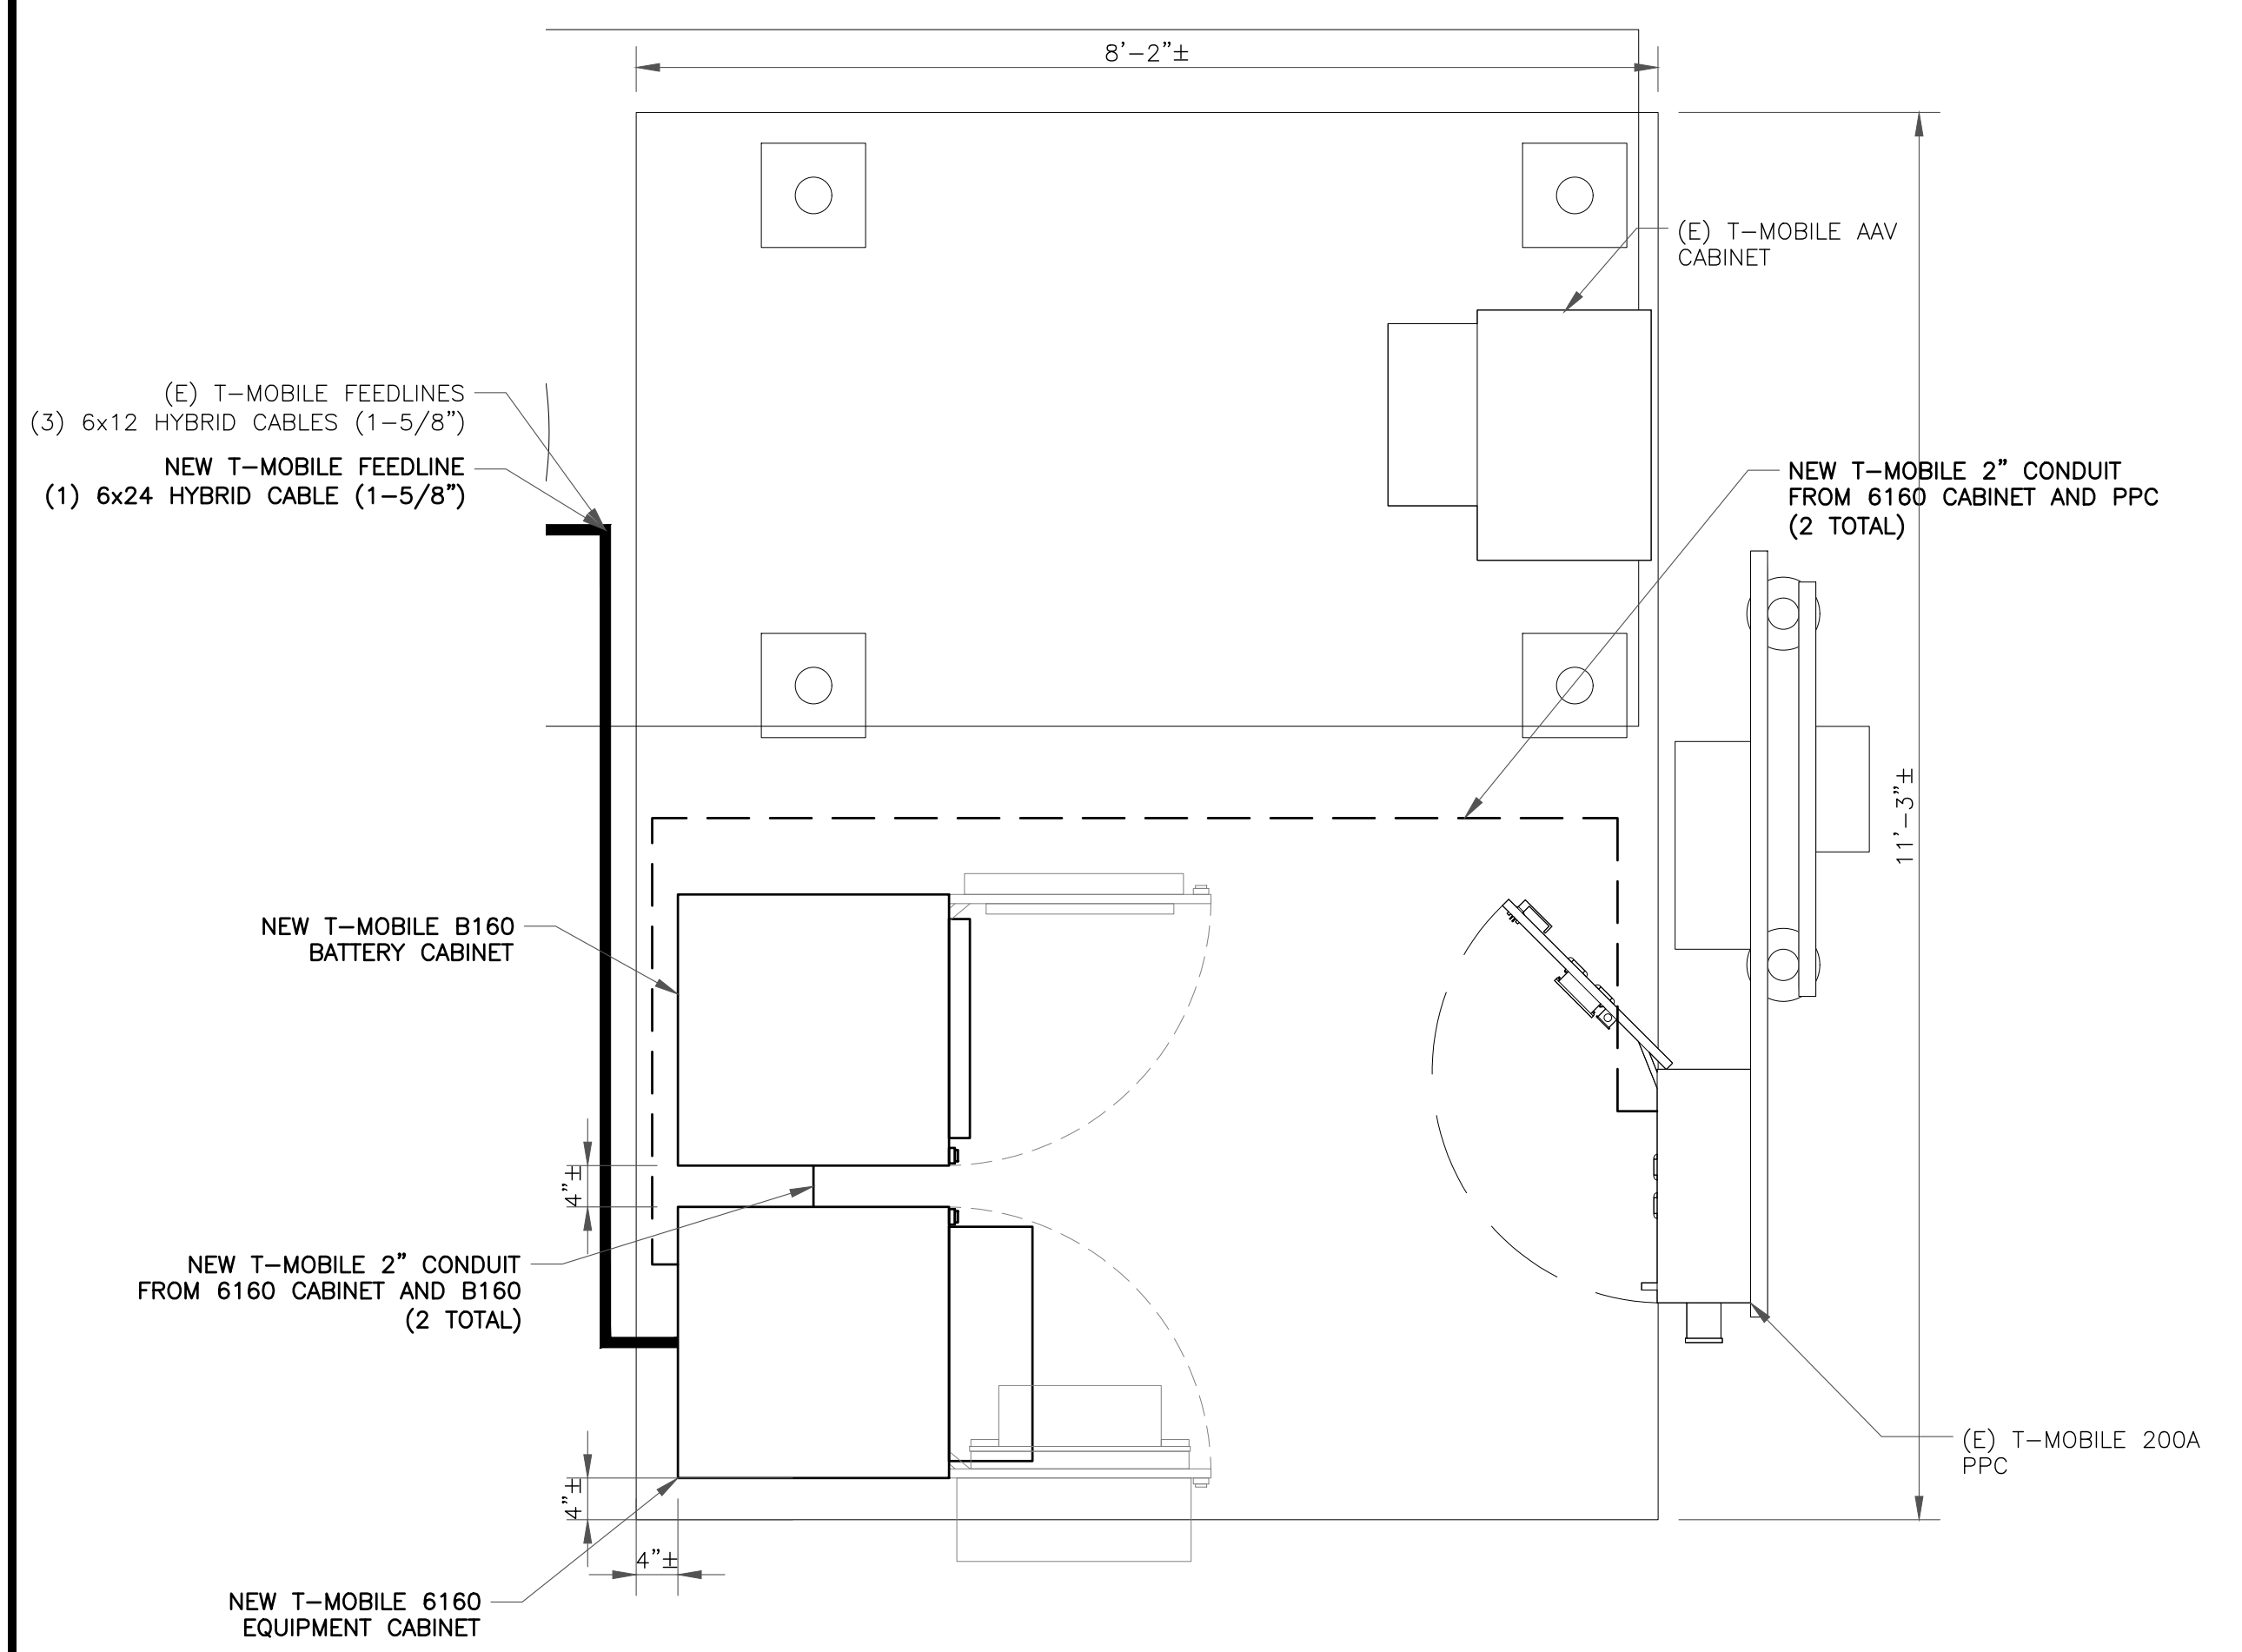 8'-2"±
(E) T-MOBILE AAV
CABINET
(E) T-MOBILE FEEDLINES
(3) 6x12 HYBRID CABLES (1-5/8")
NEW T-MOBILE FEEDLINE
(1) 6x24 HYBRID CABLE (1-5/8")
NEW T-MOBILE 2" CONDUIT
FROM 6160 CABINET AND PPC
(2 TOTAL)
11'-3"±
NEW T-MOBILE B160
BATTERY CABINET
4"±
NEW T-MOBILE 2" CONDUIT
FROM 6160 CABINET AND B160
(2 TOTAL)
(E) T-MOBILE 200A
PPC
4"±
4"±
NEW T-MOBILE 6160
EQUIPMENT CABINET